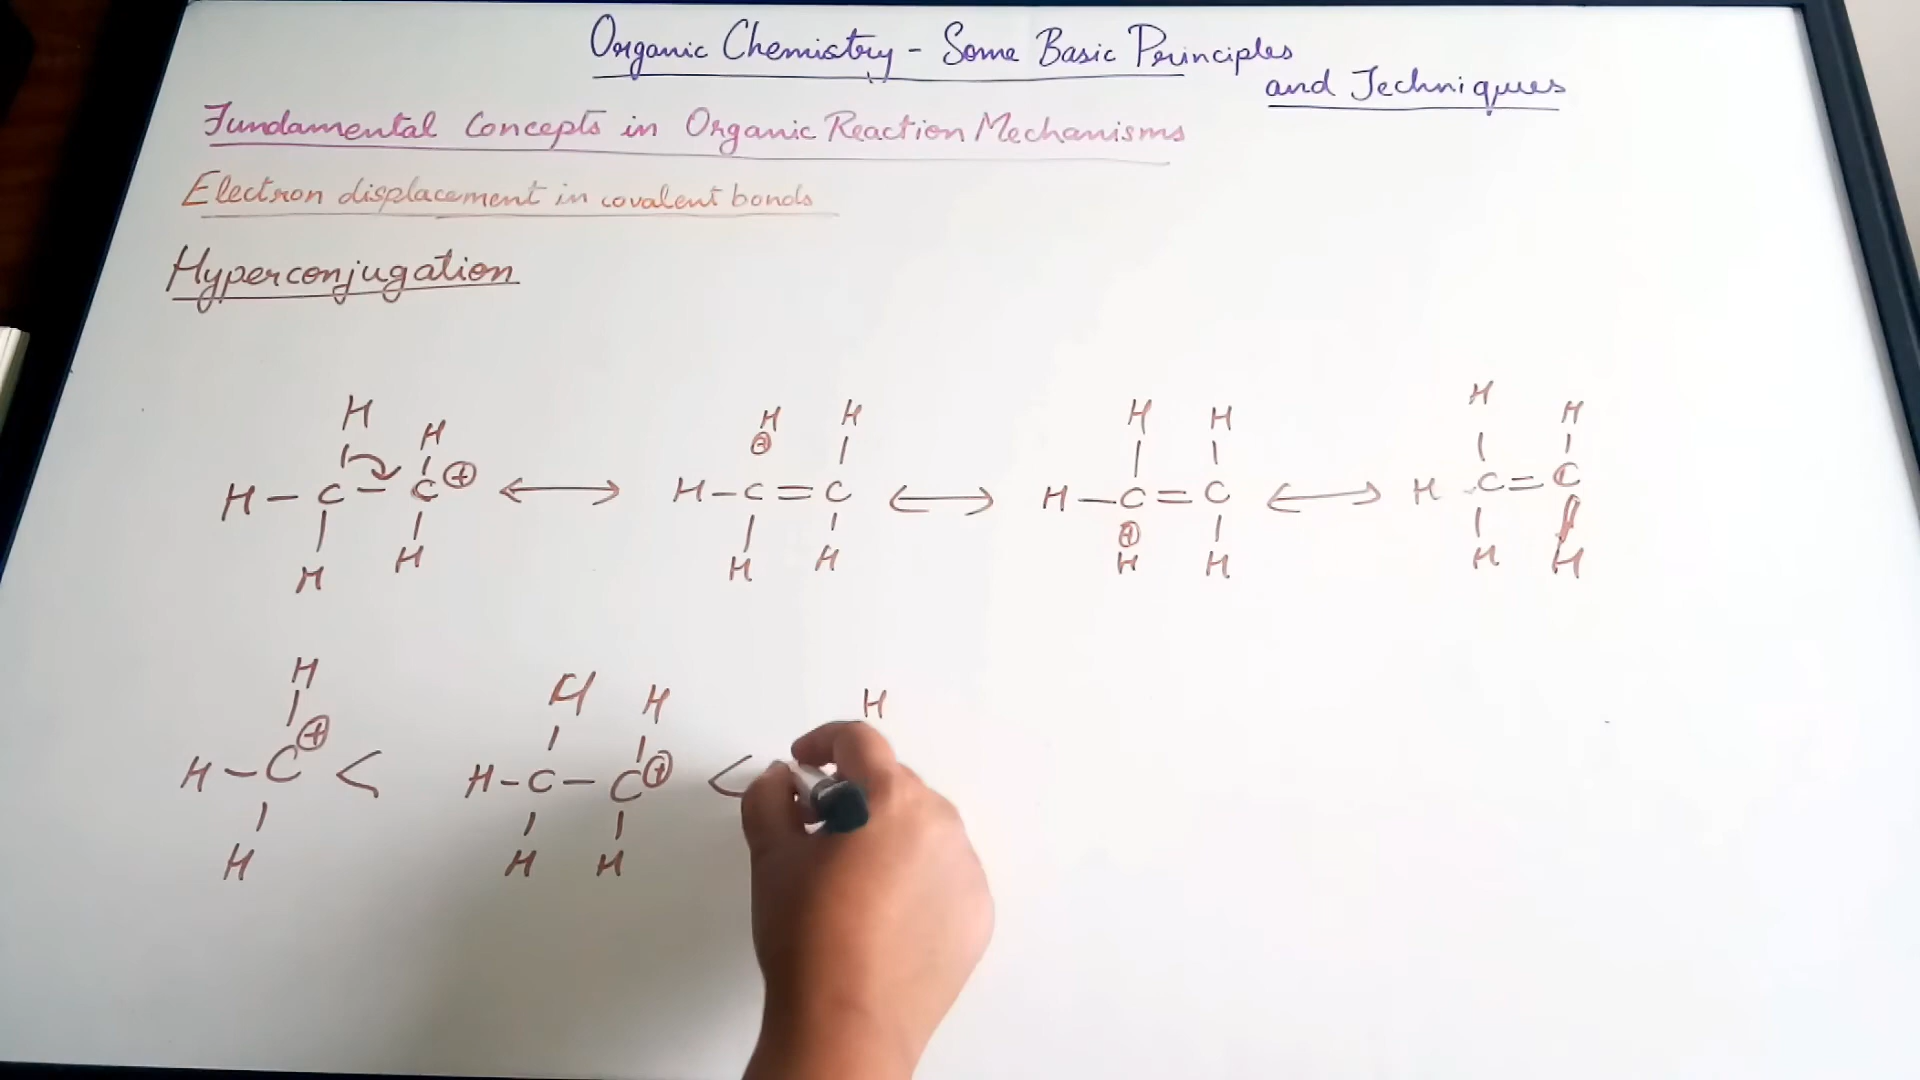 Organic Chemistry - Some Basic Principles
and Techniques
Fundamental Concepts in Organic Reaction Mechanisms
Electron displacement in covalent bonds
Hyperconjugation
H H H H H H H H
H - C - C ⊕ ⟷ H - C = C ⟷ H - C = C ⟷ H C = C
⊖ ⊕
H H H H H H H H
H H H H
H - C ⊕ < H - C - C ⊕ <
H H H